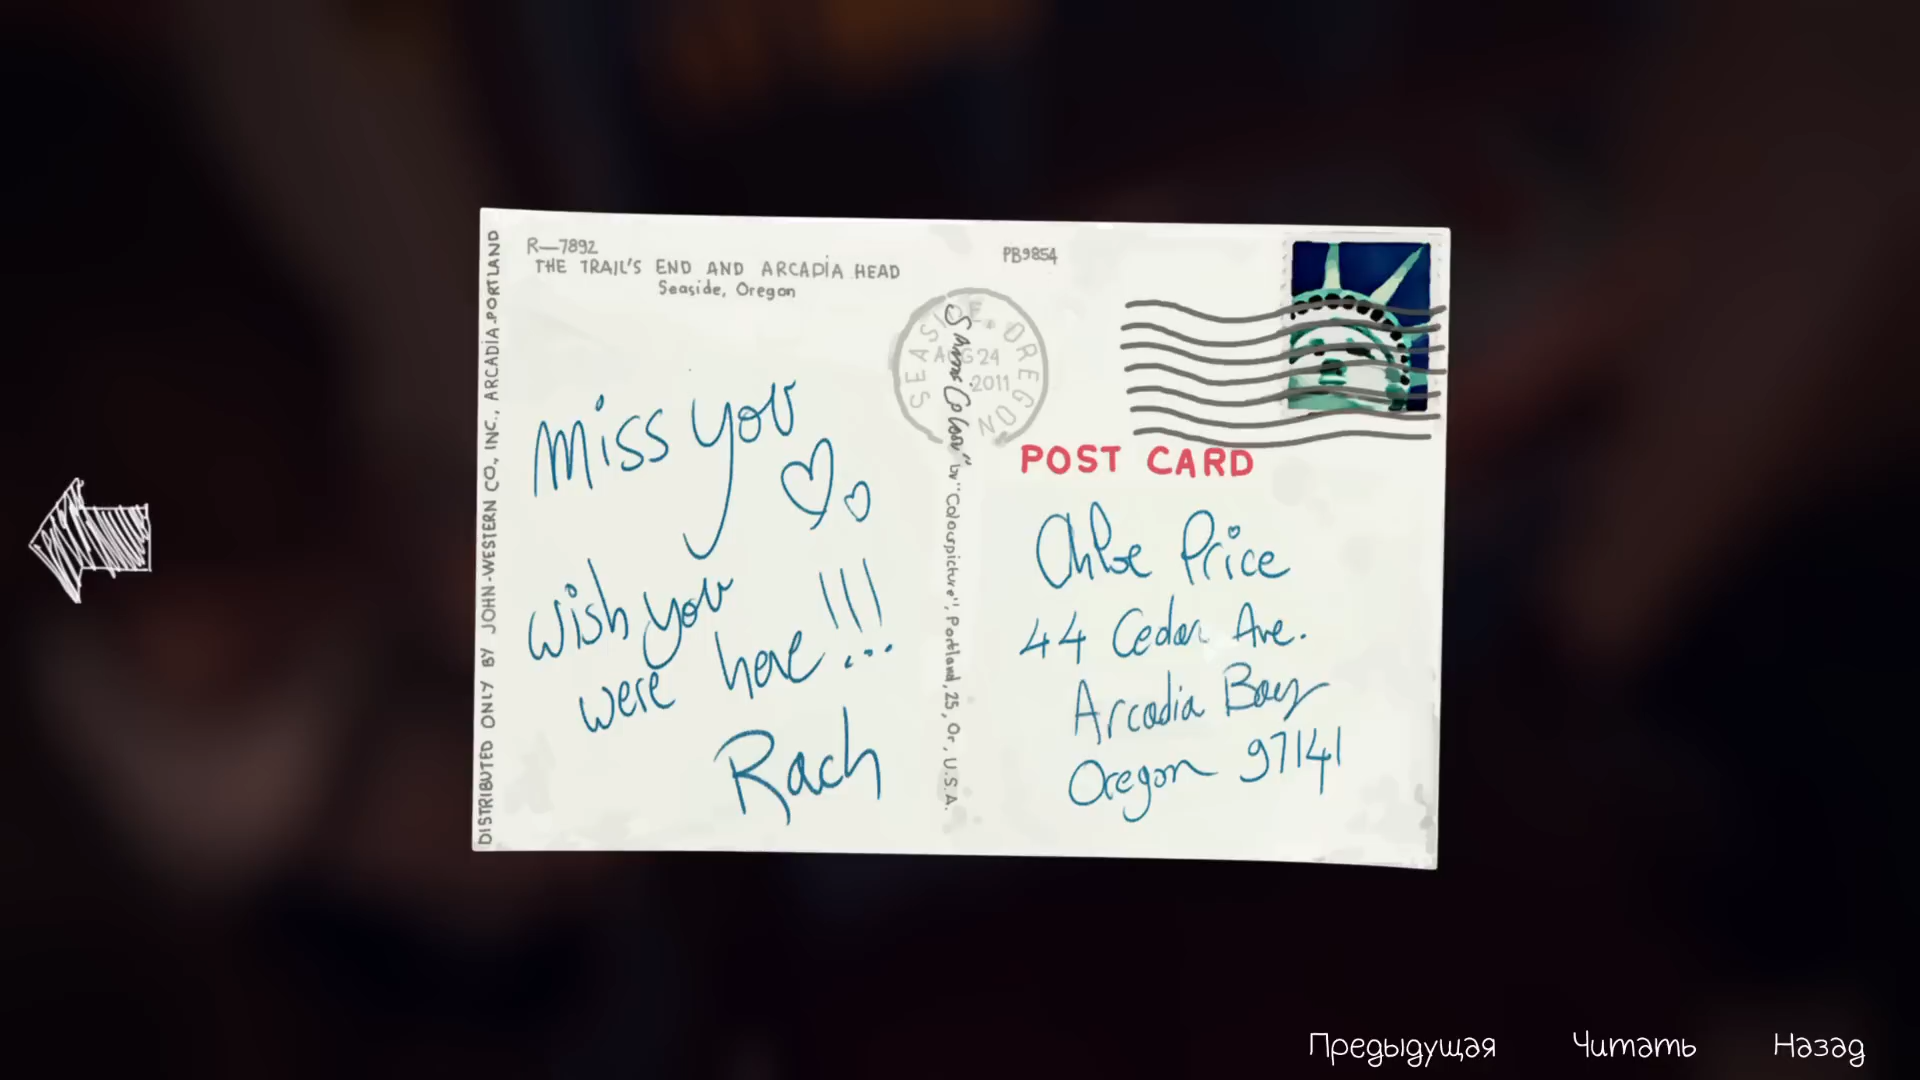 R—7892
THE TRAIL'S END AND ARCADIA HEAD
Seaside, Oregon
PB9854
DISTRIBUTED ONLY BY JOHN-WESTERN CO., INC., ARCADIA-PORTLAND
SEASIDE, OREGON
AUG 24
2011
by "Colourpicture", Portland, 25, Or, U.S.A.
POST CARD
Miss you
wish you
were here!!!
Rach
Chloe Price
44 Cedar Ave.
Arcadia Bay
Oregon 97141
Предыдущая
Читать
Назад